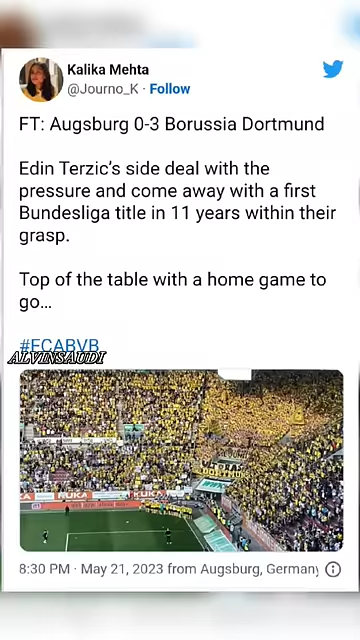 Kalika Mehta
@Journo_K · Follow
FT: Augsburg 0-3 Borussia Dortmund
Edin Terzic's side deal with the
pressure and come away with a first
Bundesliga title in 11 years within their
grasp.
Top of the table with a home game to
go...
#FCABVB
ALVINSAUDI
8:30 PM · May 21, 2023 from Augsburg, Germany